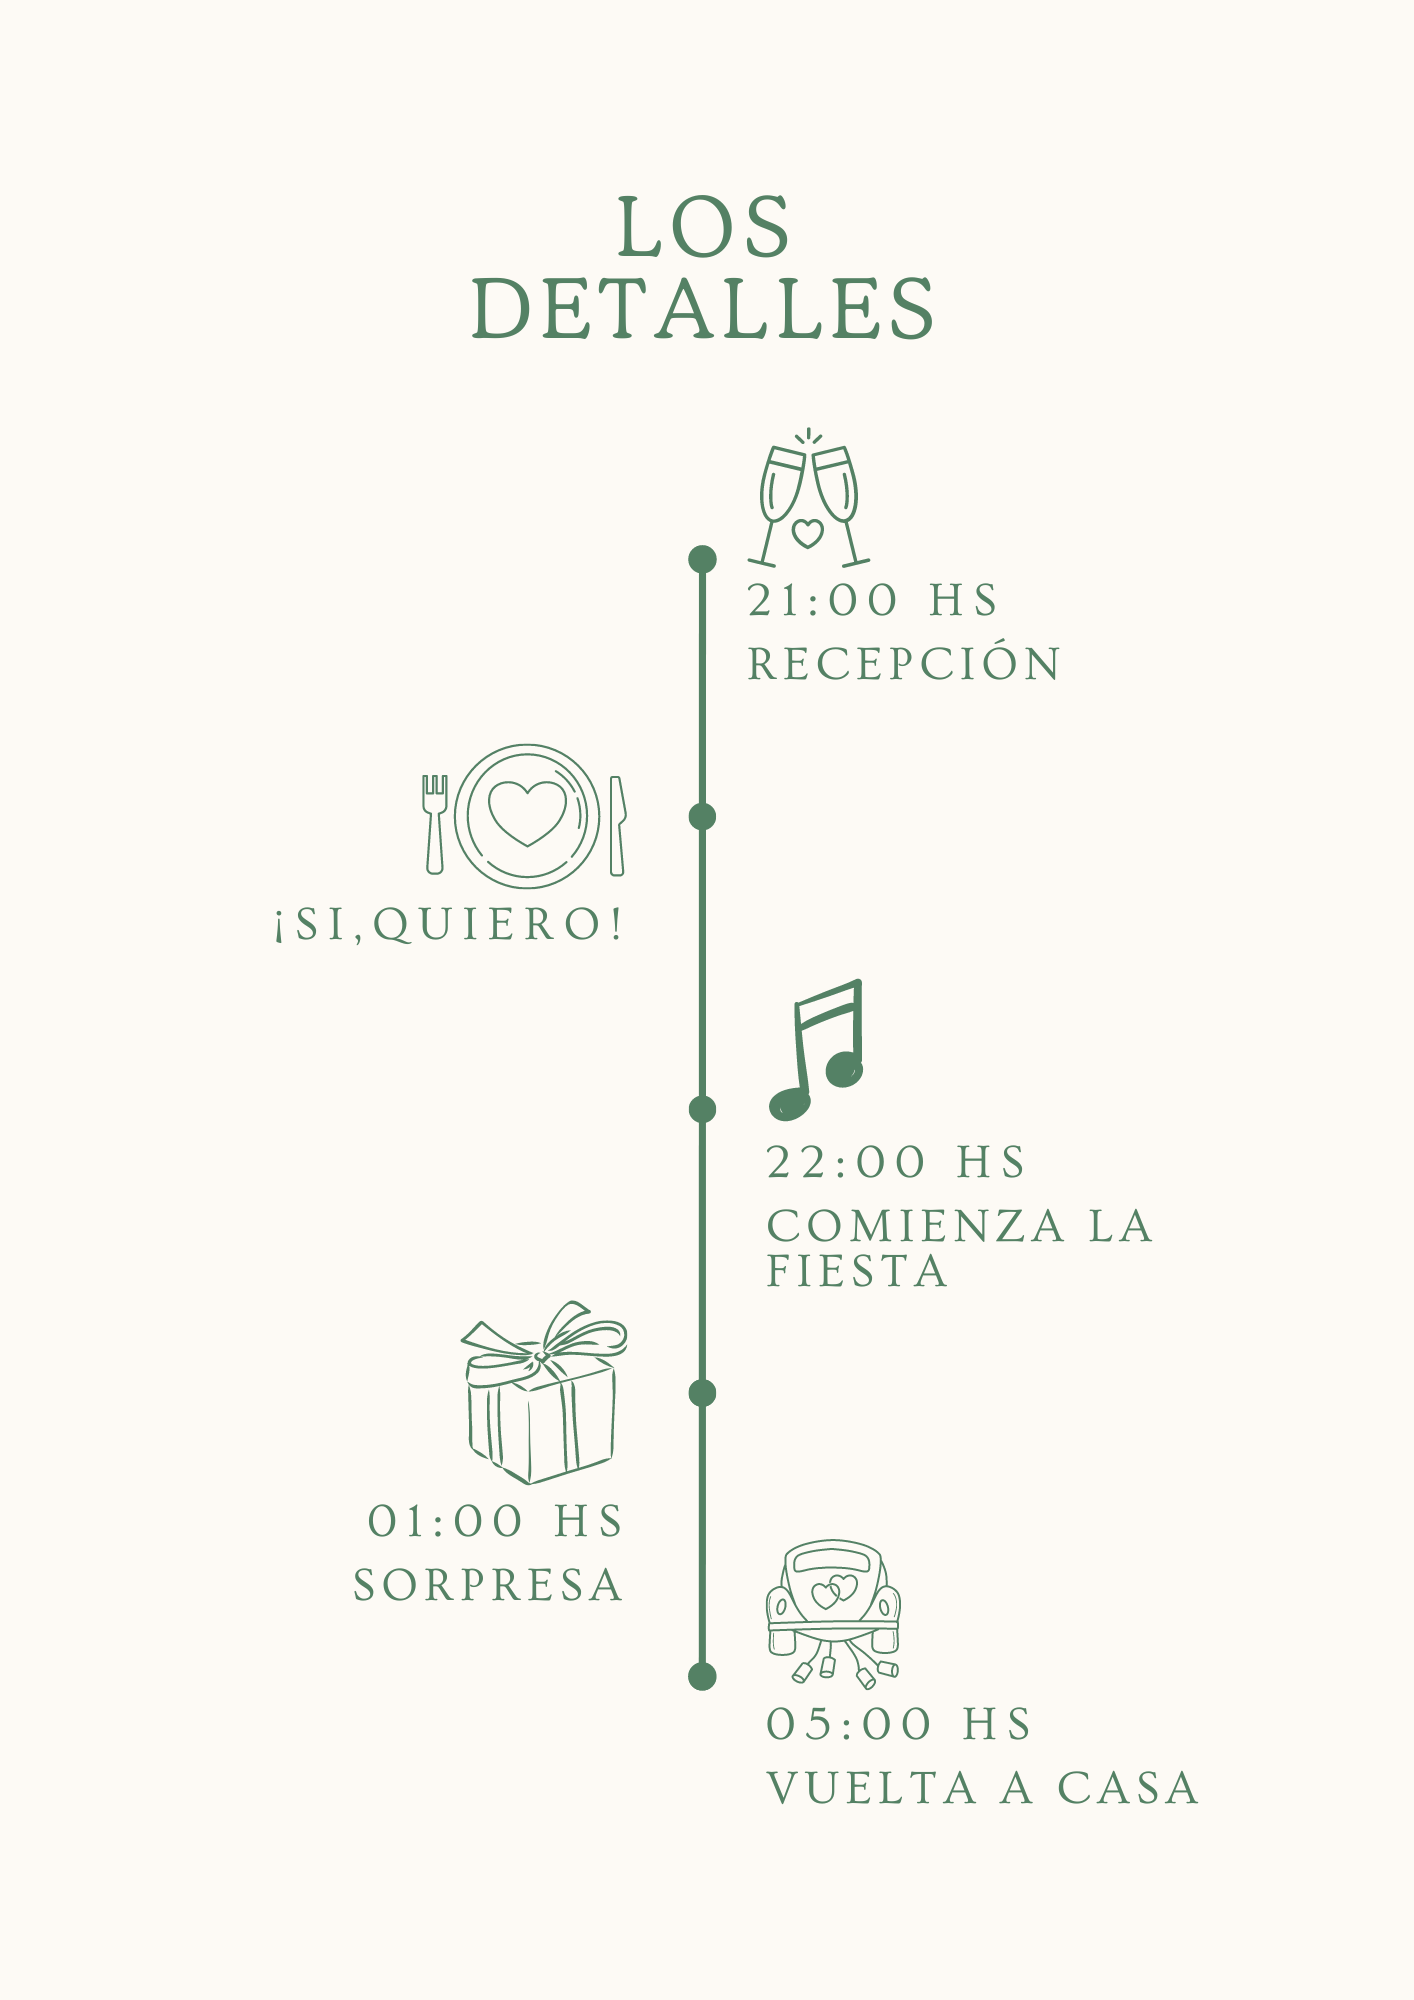 LOS
DETALLES
21:00 HS
RECEPCIÓN
¡SI,QUIERO!
22:00 HS
COMIENZA LA
FIESTA
01:00 HS
SORPRESA
05:00 HS
VUELTA A CASA